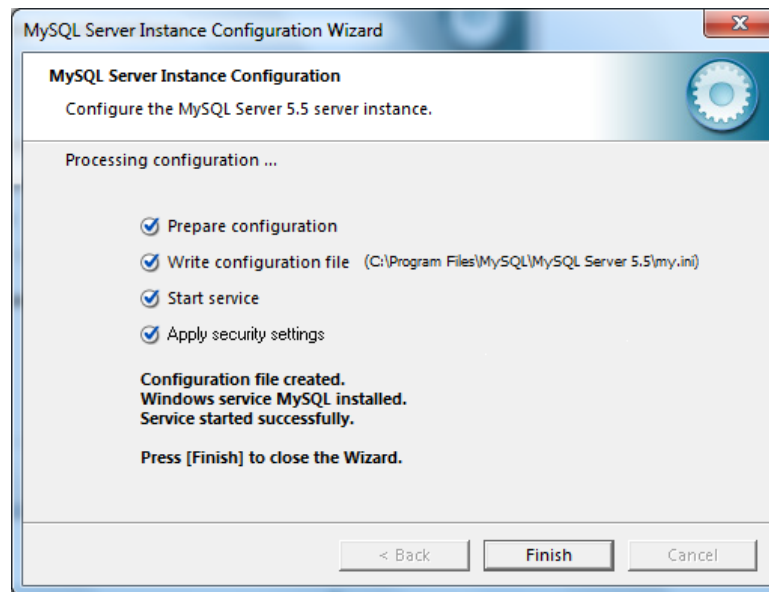 MySQL Server Instance Configuration Wizard
MySQL Server Instance Configuration
Configure the MySQL Server 5.5 server instance.
Processing configuration ...
Prepare configuration
Write configuration file (C:\Program Files\MySQL\MySQL Server 5.5\my.ini)
Start service
Apply security settings
Configuration file created.
Windows service MySQL installed.
Service started successfully.
Press [Finish] to close the Wizard.
< Back Finish Cancel